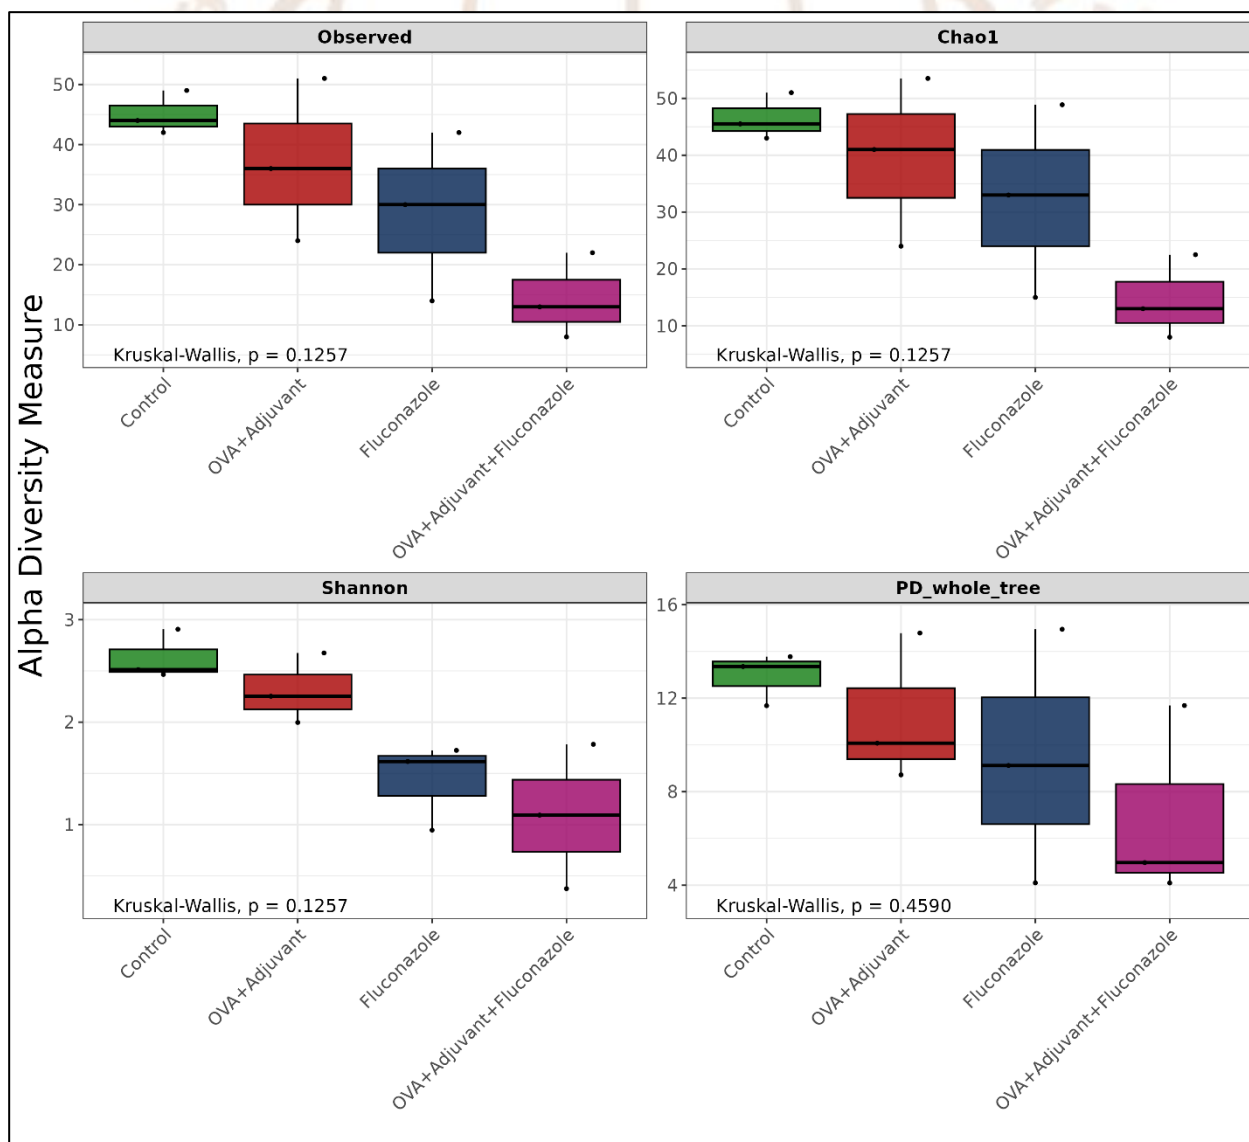 Alpha Diversity Measure
Observed
50
40
30
20
10
Kruskal-Wallis, p = 0.1257
Control
OVA+Adjuvant
Fluconazole
OVA+Adjuvant+Fluconazole
Chao1
50
40
30
20
10
Kruskal-Wallis, p = 0.1257
Control
OVA+Adjuvant
Fluconazole
OVA+Adjuvant+Fluconazole
Shannon
3
2
1
Kruskal-Wallis, p = 0.1257
Control
OVA+Adjuvant
Fluconazole
OVA+Adjuvant+Fluconazole
PD_whole_tree
16
12
8
4
Kruskal-Wallis, p = 0.4590
Control
OVA+Adjuvant
Fluconazole
OVA+Adjuvant+Fluconazole